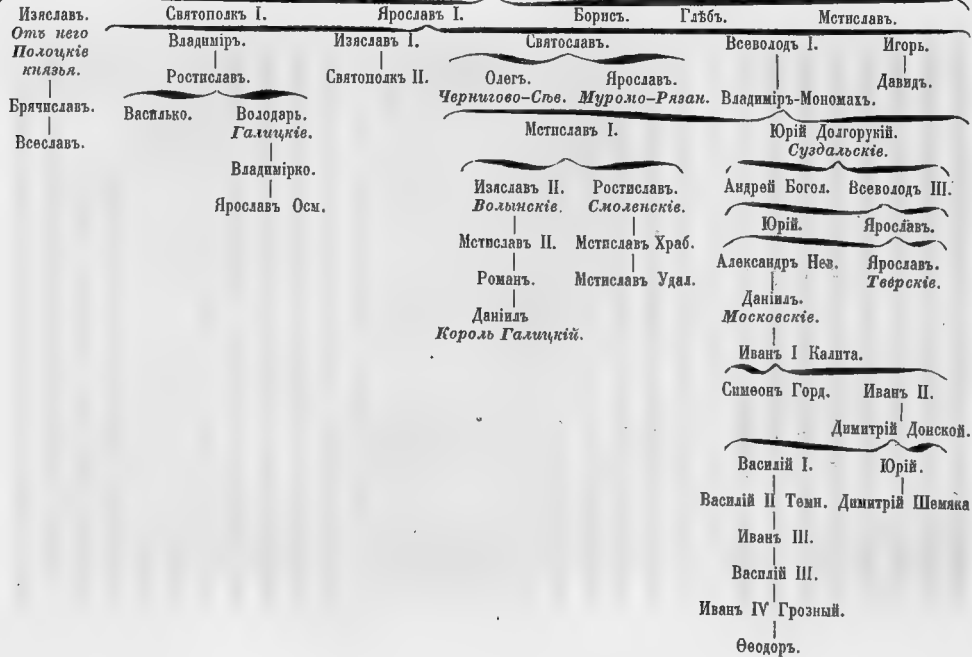 Изяславъ. Святополк I. Ярославъ I. Борисъ. Глѣбъ. Мстиславъ.
Отъ него
Полоцкіе
князья.
Брячиславъ.
Всеславъ.
Владиміръ. Изяславъ I. Святославъ. Всеволодъ I. Игорь.
Ростиславъ. Святополкъ II. Олегъ. Ярославъ. Давидъ.
Чернигово-Сѣв. Муромо-Рязан. Владиміръ-Мономахъ.
Василько. Володарь.
Галицкіе.
Владимірко.
Ярославъ Осм.
Мстиславъ I. Юрій Долгорукій.
Суздальскіе.
Изяславъ II. Ростиславъ. Андрей Богол. Всеволодъ III.
Волынскіе. Смоленскіе.
Юрій. Ярославъ.
Мстиславъ II. Мстиславъ Храб.
Александръ Нев. Ярославъ.
Тверскіе.
Романъ. Мстиславъ Удал.
Даніилъ
Король Галицкій.
Даніилъ.
Московскіе.
Иванъ I Калита.
Симеонъ Горд. Иванъ II.
Димитрій Донской.
Василій I. Юрій.
Василій II Темн. Димитрій Шемяка
Иванъ III.
Василій III.
Иванъ IV Грозный.
Ѳеодоръ.